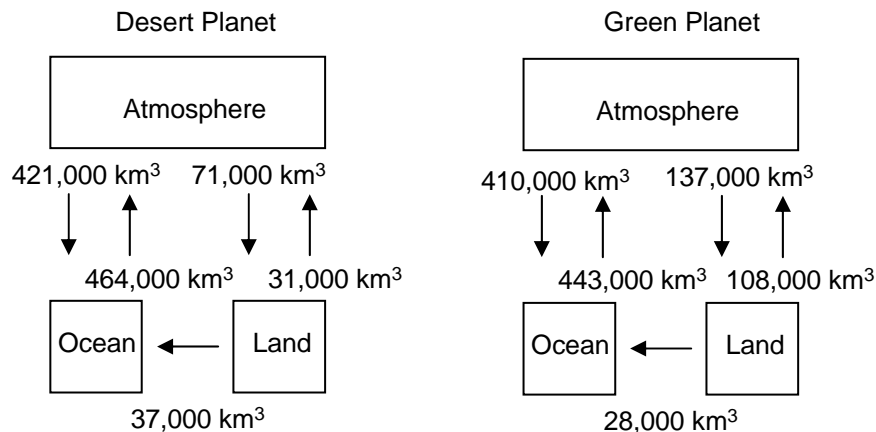 Desert Planet
Atmosphere
421,000 km³ 71,000 km³
464,000 km³ 31,000 km³
Ocean Land
37,000 km³
Green Planet
Atmosphere
410,000 km³ 137,000 km³
443,000 km³ 108,000 km³
Ocean Land
28,000 km³